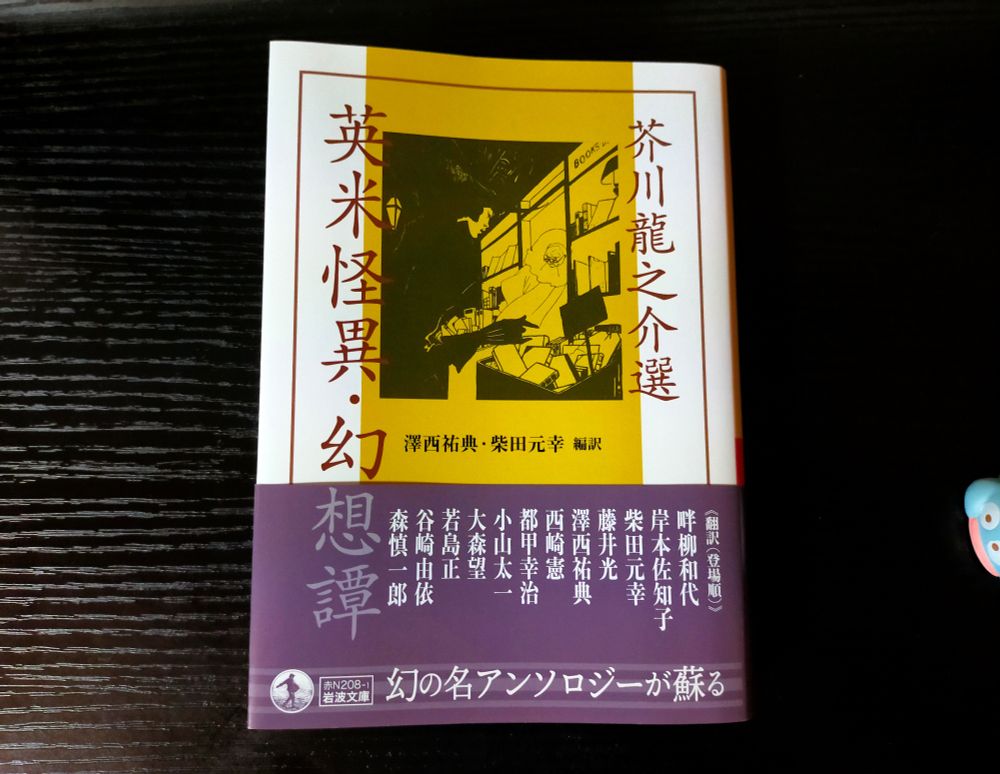 芥川龍之介選
英米怪異・幻想譚
BOOKS
澤西祐典・柴田元幸 編訳
《翻訳（登場順）》
畔柳和代
岸本佐知子
柴田元幸
藤井光
澤西祐典
西崎憲
都甲幸治
小山太一
大森望
若島正
谷崎由依
森慎一郎
幻の名アンソロジーが蘇る
赤N208-1
岩波文庫